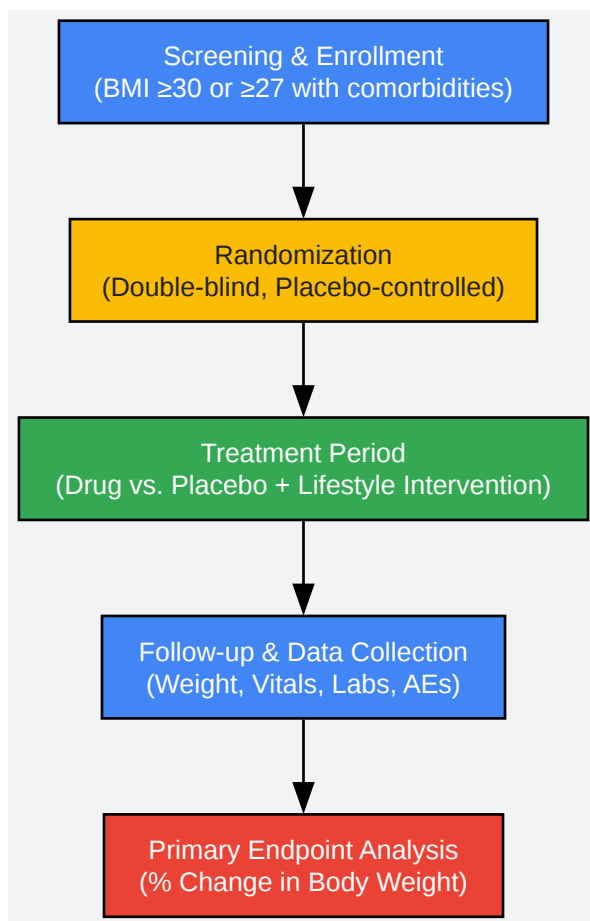 Screening & Enrollment
(BMI ≥30 or ≥27 with comorbidities)
Randomization
(Double-blind, Placebo-controlled)
Treatment Period
(Drug vs. Placebo + Lifestyle Intervention)
Follow-up & Data Collection
(Weight, Vitals, Labs, AEs)
Primary Endpoint Analysis
(% Change in Body Weight)